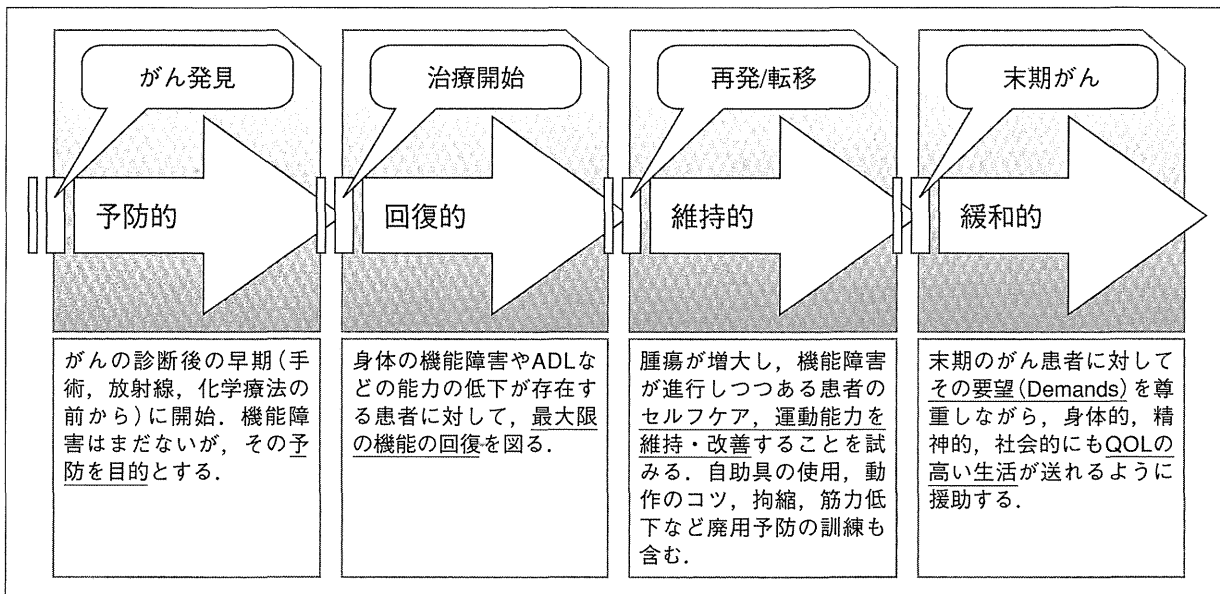 がん発見
治療開始
再発/転移
末期がん
予防的
回復的
維持的
緩和的
がんの診断後の早期(手
術，放射線，化学療法の
前から)に開始．機能障
害はまだないが，その予
防を目的とする．
身体の機能障害やADLな
どの能力の低下が存在す
る患者に対して，最大限
の機能の回復を図る．
腫瘍が増大し，機能障害
が進行しつつある患者の
セルフケア，運動能力を
維持・改善することを試
みる．自助具の使用，動
作のコツ，拘縮，筋力低
下など廃用予防の訓練も
含む．
末期のがん患者に対して
その要望(Demands)を尊
重しながら，身体的，精
神的，社会的にもQOLの
高い生活が送れるように
援助する．